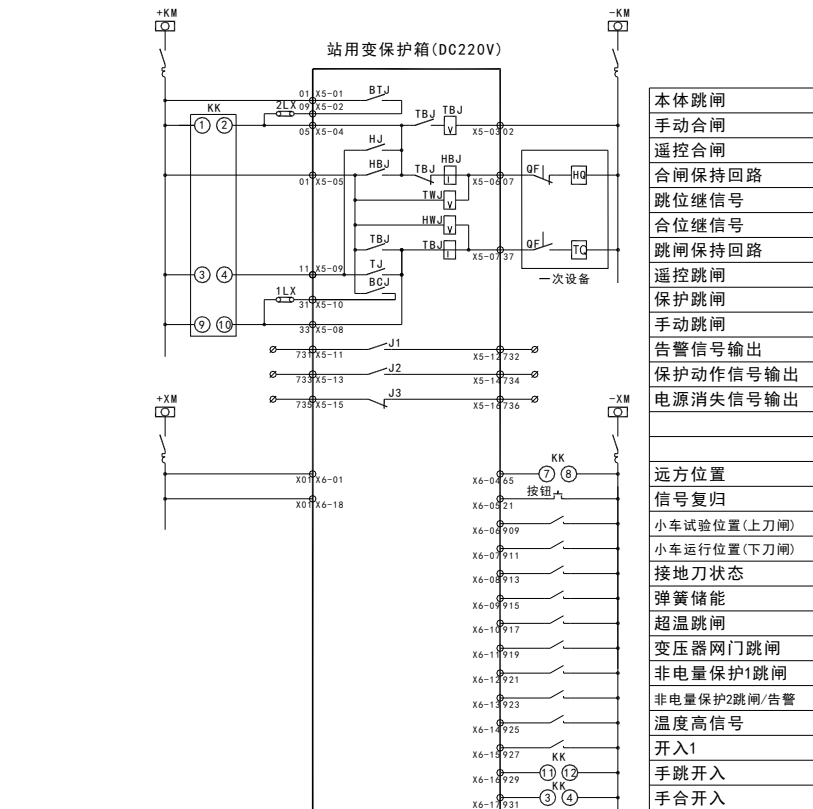 +KM
-KM
站用变保护箱(DC220V)
01 X5-01 BTJ
2LX 09 X5-02
KK
1 2
05 X5-04 TBJ TBJ V X5-03 02
HJ
01 X5-05 HBJ TBJ HBJ I X5-06 07 QF HQ
TWJ V
HWJ V
TBJ TBJ I X5-07 37 QF TQ
3 4 11 X5-09 TJ
一次设备
1LX 31 X5-10 BCJ
9 10 33 X5-08
731 X5-11 J1 X5-12 732
733 X5-13 J2 X5-14 734
735 X5-15 J3 X5-16 736
+XM
-XM
KK
X01 X6-01 X6-04 65 7 8
按钮
X01 X6-18 X6-05 21
X6-06 909
X6-07 911
X6-08 913
X6-09 915
X6-10 917
X6-11 919
X6-12 921
X6-13 923
X6-14 925
X6-15 927
KK
X6-16 929 11 12
KK
X6-17 931 3 4
本体跳闸
手动合闸
遥控合闸
合闸保持回路
跳位继信号
合位继信号
跳闸保持回路
遥控跳闸
保护跳闸
手动跳闸
告警信号输出
保护动作信号输出
电源消失信号输出
远方位置
信号复归
小车试验位置(上刀闸)
小车运行位置(下刀闸)
接地刀状态
弹簧储能
超温跳闸
变压器网门跳闸
非电量保护1跳闸
非电量保护2跳闸/告警
温度高信号
开入1
手跳开入
手合开入